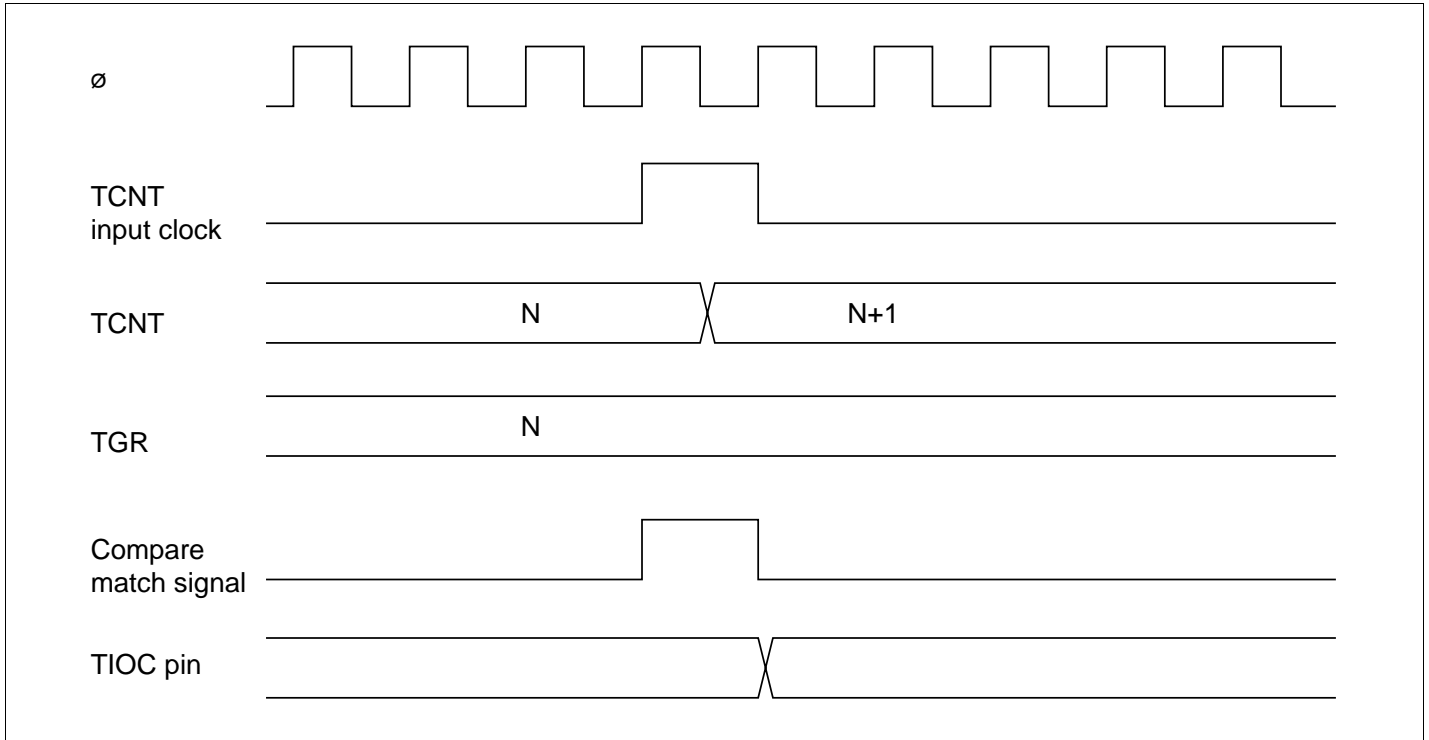 ø
TCNT
input clock
TCNT
N
N+1
TGR
N
Compare
match signal
TIOC pin